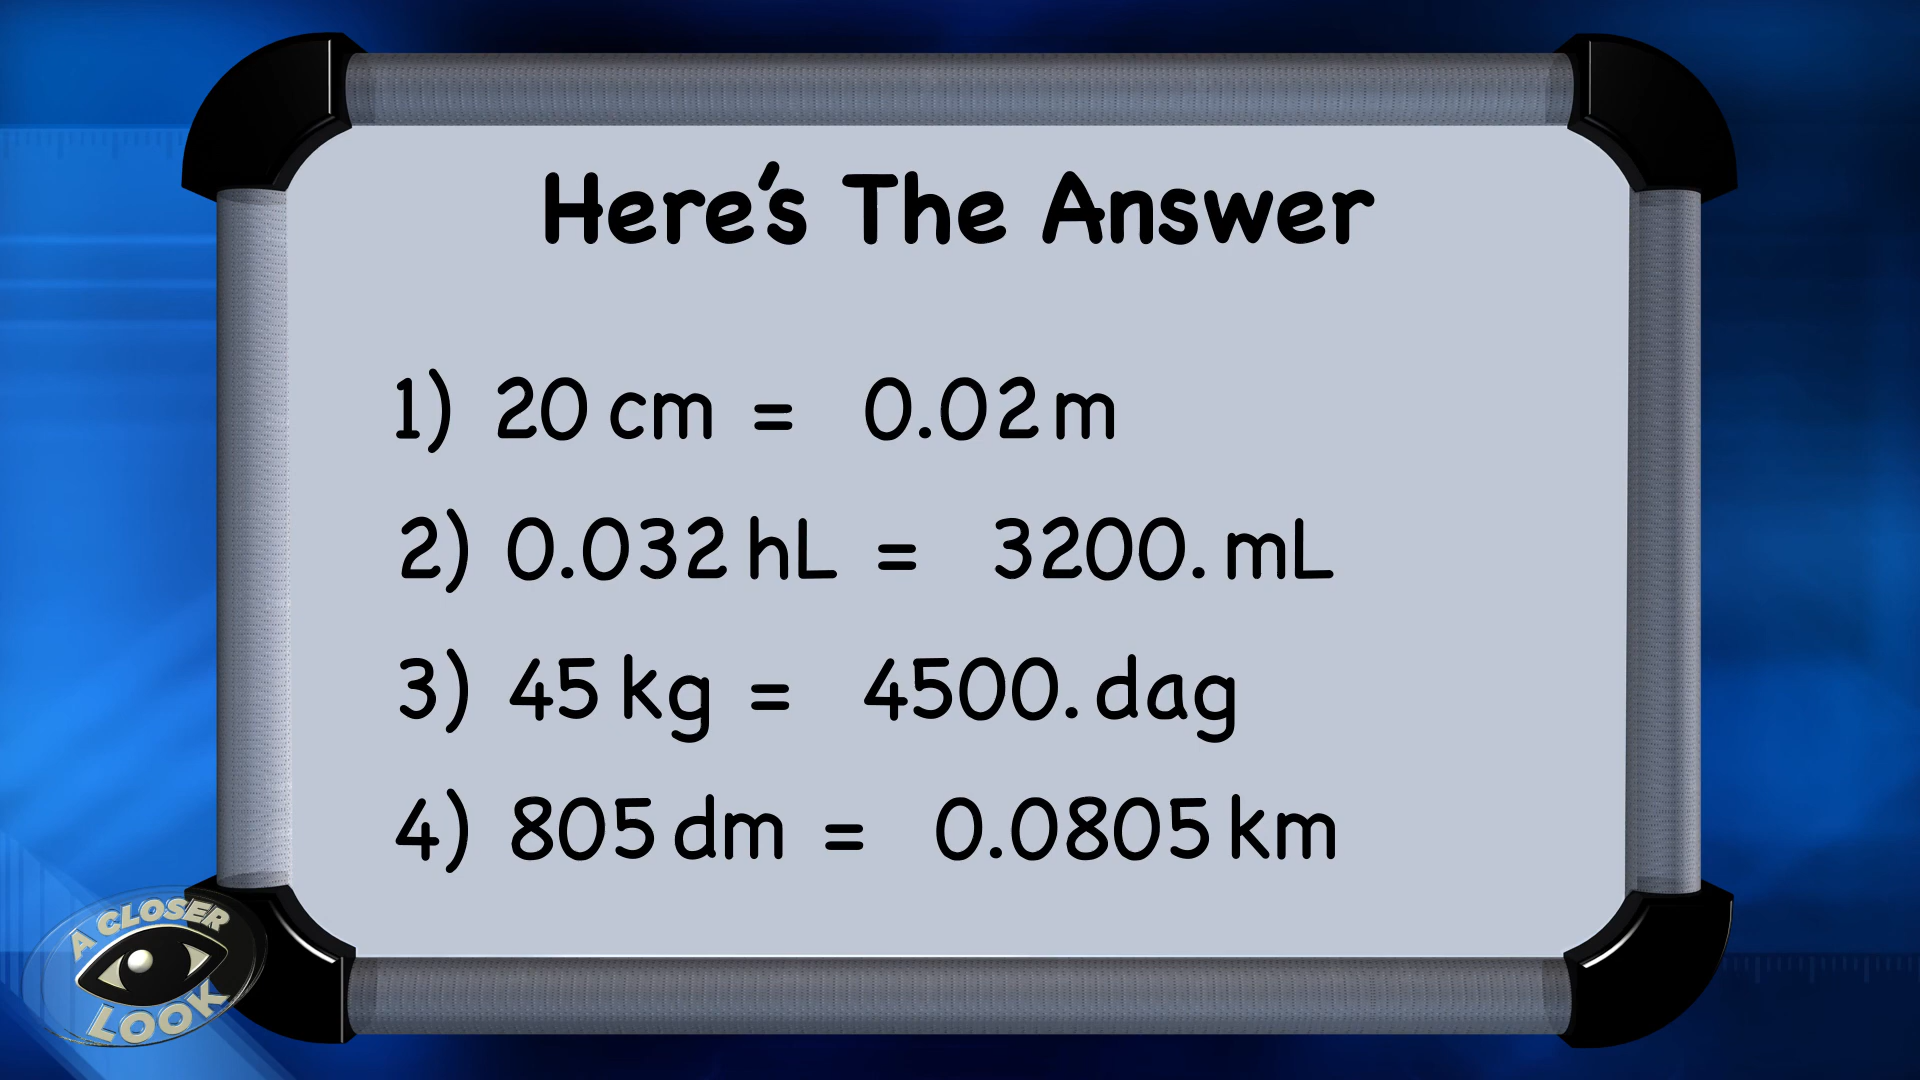 Here's The Answer
1) 20 cm = 0.02 m
2) 0.032 hL = 3200. mL
3) 45 kg = 4500. dag
4) 805 dm = 0.0805 km
A CLOSER
LOOK